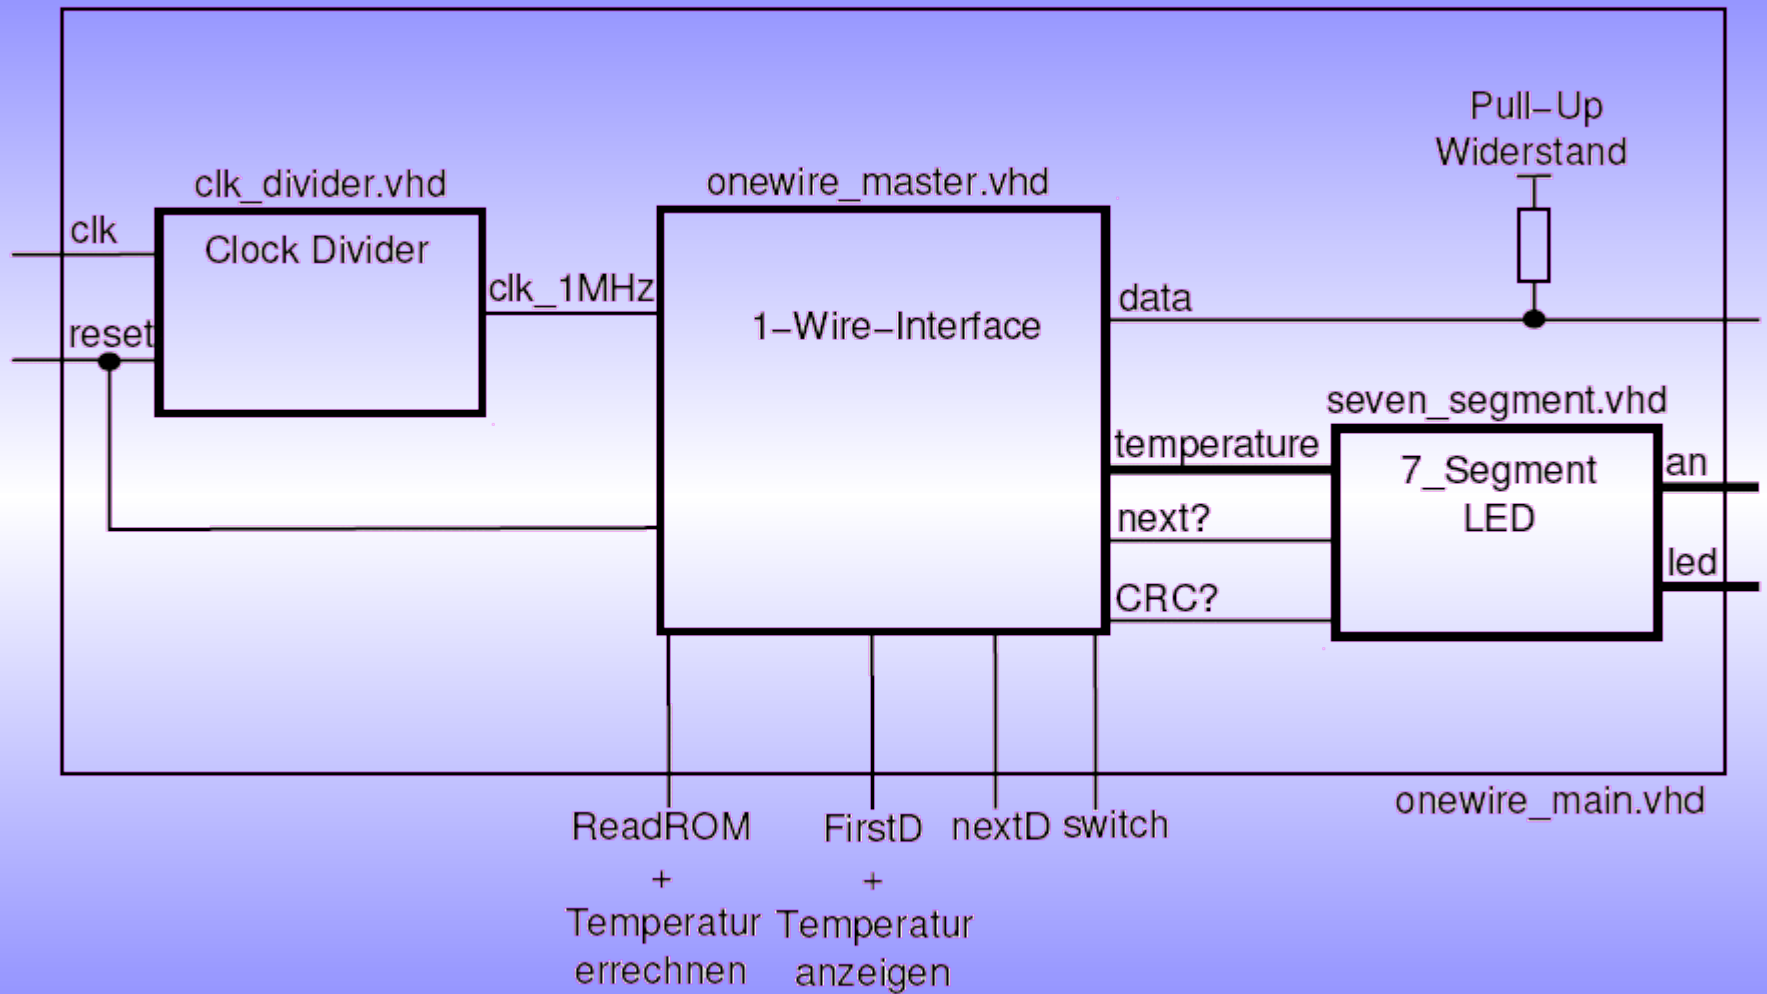 Pull-Up
Widerstand
clk_divider.vhd
onewire_master.vhd
clk
Clock Divider
clk_1MHz
data
reset
1-Wire-Interface
seven_segment.vhd
temperature
7_Segment
LED
an
next?
led
CRC?
onewire_main.vhd
ReadROM
+
Temperatur
errechnen
FirstD
+
Temperatur
anzeigen
nextD
switch